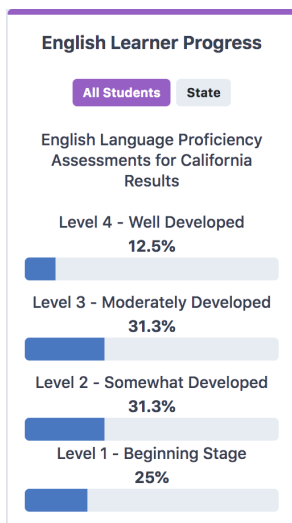 English Learner Progress
All Students
State
English Language Proficiency
Assessments for California
Results
Level 4 - Well Developed
12.5%
Level 3 - Moderately Developed
31.3%
Level 2 - Somewhat Developed
31.3%
Level 1 - Beginning Stage
25%